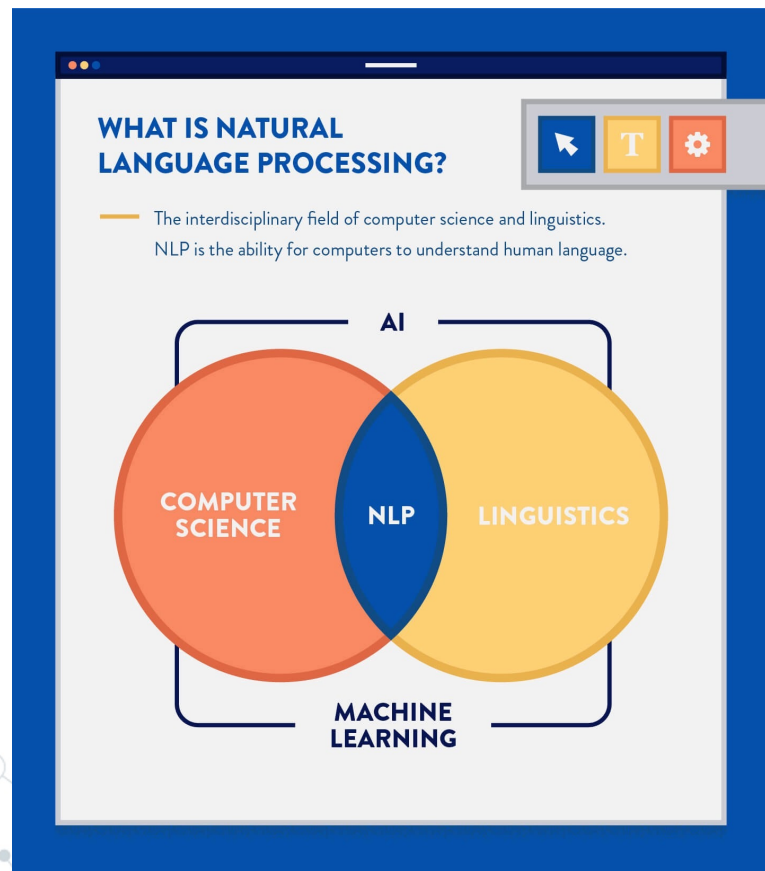 WHAT IS NATURAL
LANGUAGE PROCESSING?
T
The interdisciplinary field of computer science and linguistics.
NLP is the ability for computers to understand human language.
AI
COMPUTER
SCIENCE
NLP
LINGUISTICS
MACHINE
LEARNING